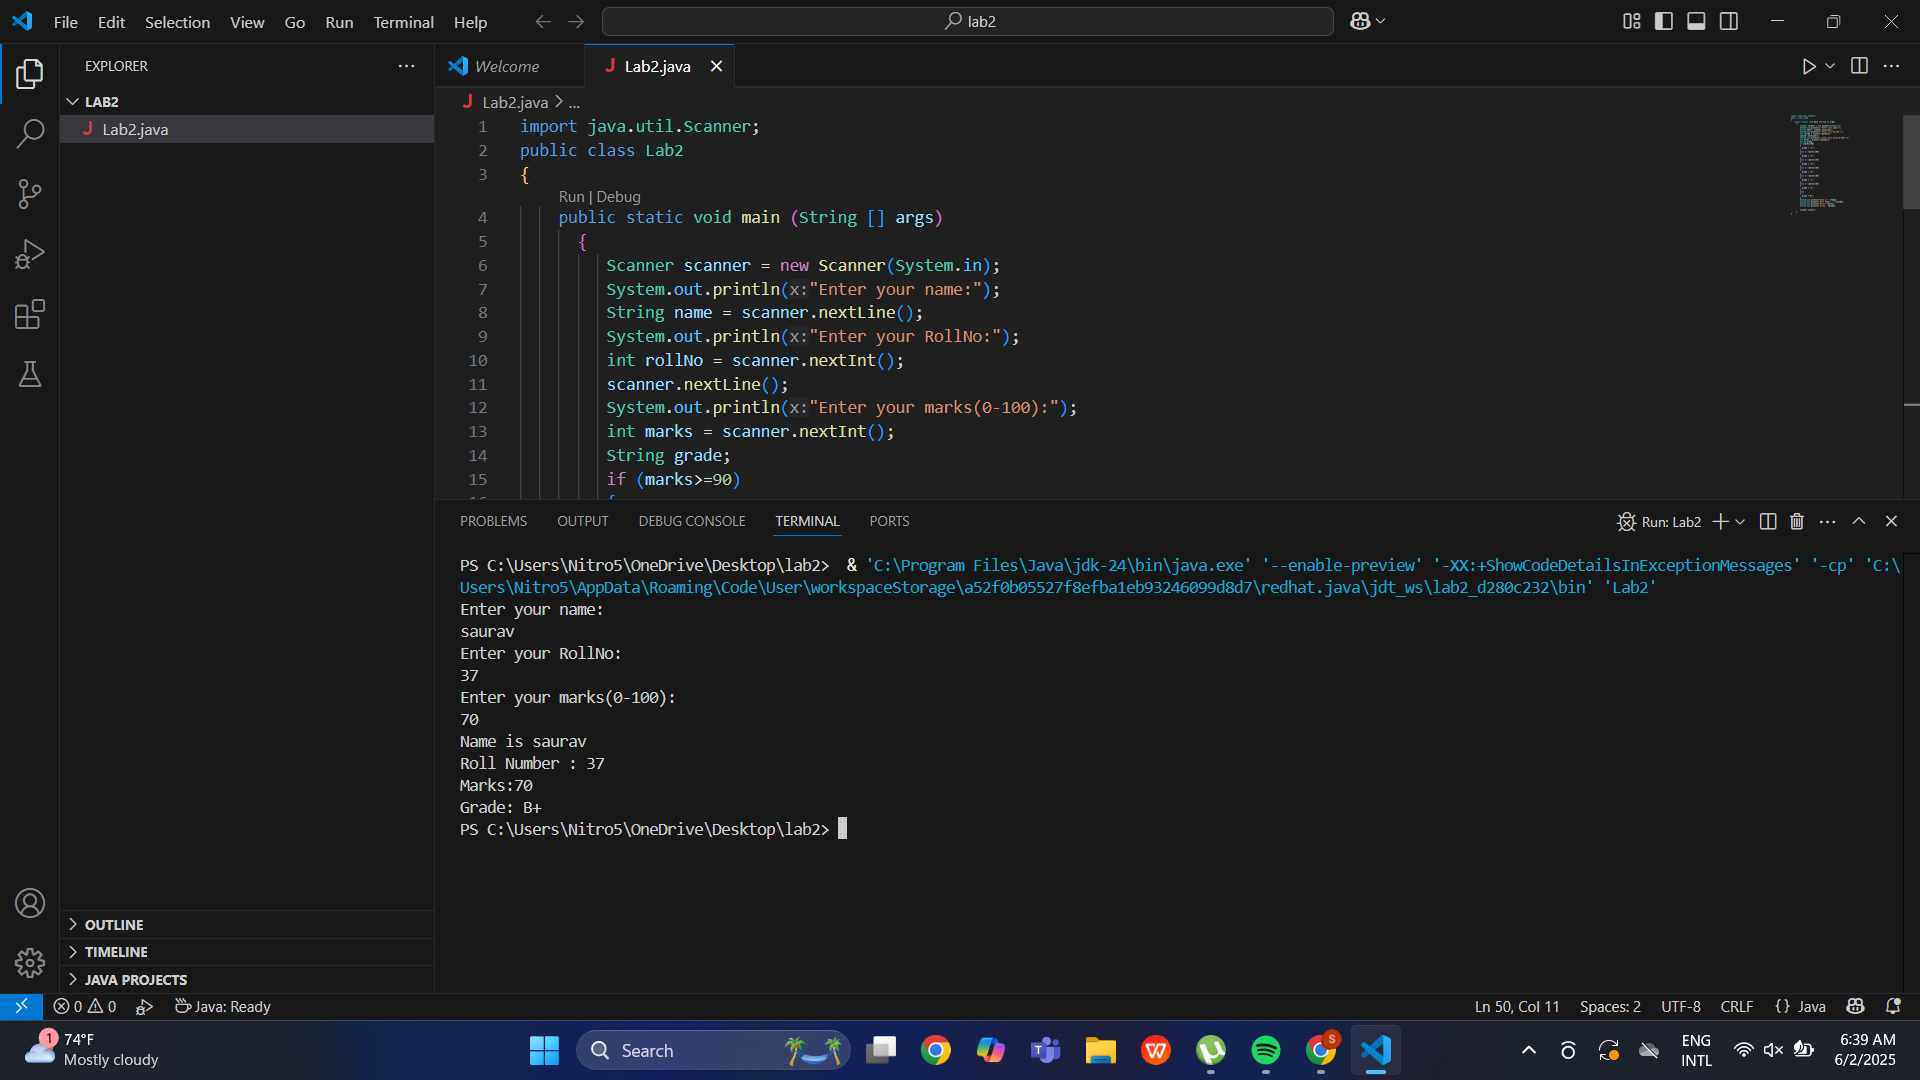 File Edit Selection View Go Run Terminal Help
lab2
EXPLORER
LAB2
J Lab2.java
Welcome
J Lab2.java
J Lab2.java > ...
1 import java.util.Scanner;
2 public class Lab2
3 {
Run | Debug
4 public static void main (String [] args)
5 {
6 Scanner scanner = new Scanner(System.in);
7 System.out.println(x:"Enter your name:");
8 String name = scanner.nextLine();
9 System.out.println(x:"Enter your RollNo:");
10 int rollNo = scanner.nextInt();
11 scanner.nextLine();
12 System.out.println(x:"Enter your marks(0-100):");
13 int marks = scanner.nextInt();
14 String grade;
15 if (marks>=90)
PROBLEMS OUTPUT DEBUG CONSOLE TERMINAL PORTS
Run: Lab2
PS C:\Users\Nitro5\OneDrive\Desktop\lab2> & 'C:\Program Files\Java\jdk-24\bin\java.exe' '--enable-preview' '-XX:+ShowCodeDetailsInExceptionMessages' '-cp' 'C:\
Users\Nitro5\AppData\Roaming\Code\User\workspaceStorage\a52f0b05527f8efba1eb93246099d8d7\redhat.java\jdt_ws\lab2_d280c232\bin' 'Lab2'
Enter your name:
saurav
Enter your RollNo:
37
Enter your marks(0-100):
70
Name is saurav
Roll Number : 37
Marks:70
Grade: B+
PS C:\Users\Nitro5\OneDrive\Desktop\lab2>
OUTLINE
TIMELINE
JAVA PROJECTS
0 0 Java: Ready
Ln 50, Col 11 Spaces: 2 UTF-8 CRLF {} Java
1
74°F
Mostly cloudy
Search
S
ENG
INTL
6:39 AM
6/2/2025